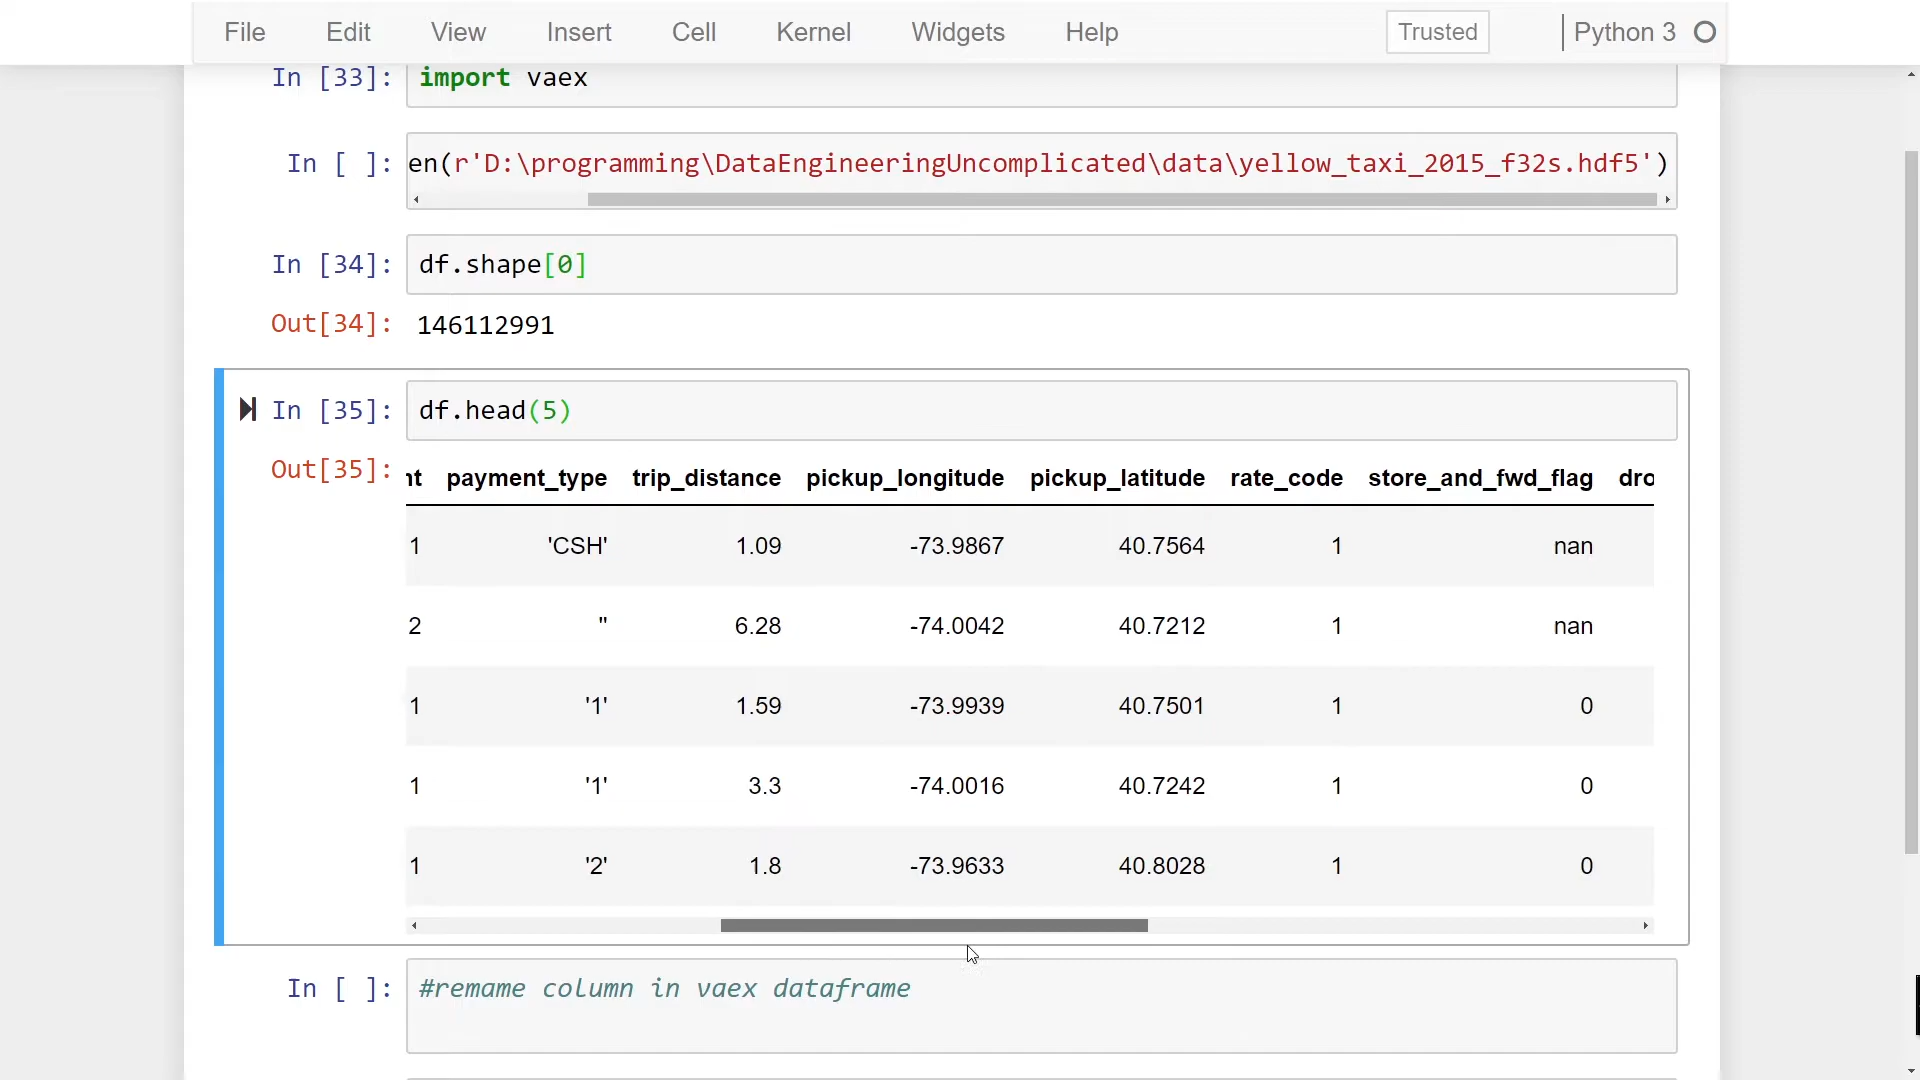 File Edit View Insert Cell Kernel Widgets Help Trusted Python 3
In [33]: import vaex
In [ ]: en(r'D:\programming\DataEngineeringUncomplicated\data\yellow_taxi_2015_f32s.hdf5')
In [34]: df.shape[0]
Out[34]: 146112991
In [35]: df.head(5)
Out[35]: nt payment_type trip_distance pickup_longitude pickup_latitude rate_code store_and_fwd_flag dro
1 'CSH' 1.09 -73.9867 40.7564 1 nan
2 '' 6.28 -74.0042 40.7212 1 nan
1 '1' 1.59 -73.9939 40.7501 1 0
1 '1' 3.3 -74.0016 40.7242 1 0
1 '2' 1.8 -73.9633 40.8028 1 0
In [ ]: #remame column in vaex dataframe